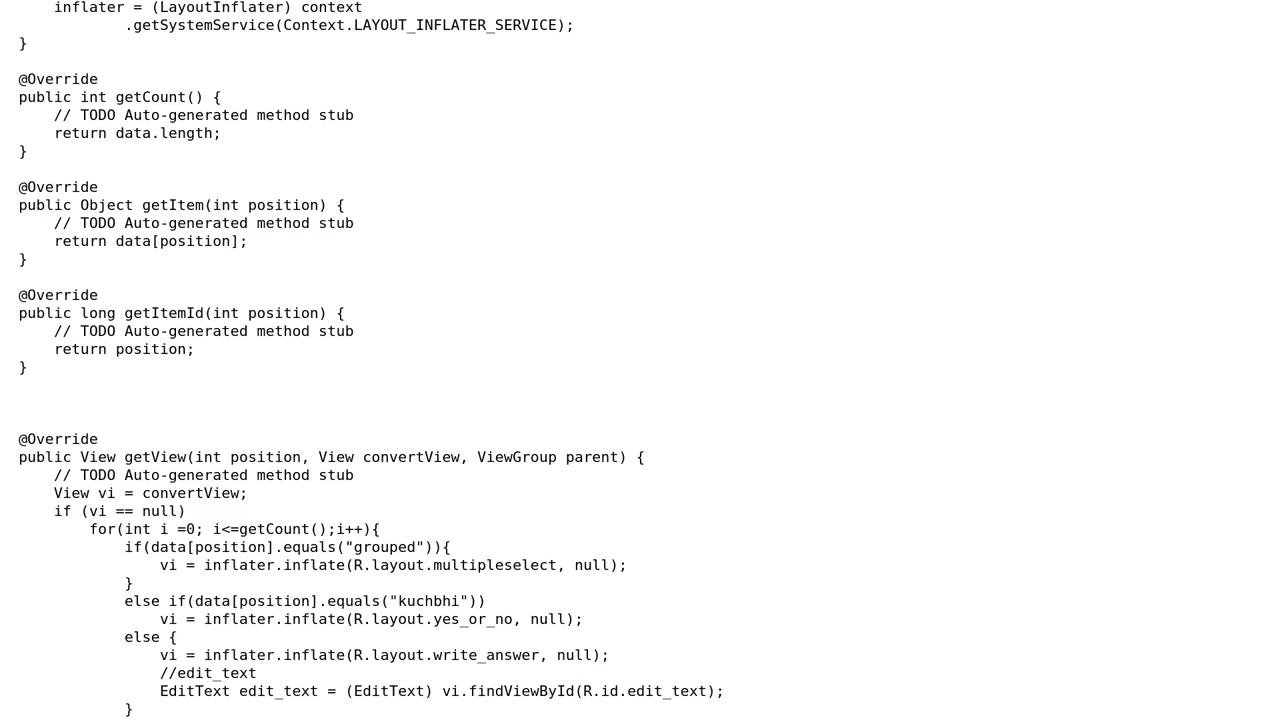 inflater = (LayoutInflater) context
            .getSystemService(Context.LAYOUT_INFLATER_SERVICE);
}

@Override
public int getCount() {
    // TODO Auto-generated method stub
    return data.length;
}

@Override
public Object getItem(int position) {
    // TODO Auto-generated method stub
    return data[position];
}

@Override
public long getItemId(int position) {
    // TODO Auto-generated method stub
    return position;
}



@Override
public View getView(int position, View convertView, ViewGroup parent) {
    // TODO Auto-generated method stub
    View vi = convertView;
    if (vi == null)
        for(int i =0; i<=getCount();i++){
            if(data[position].equals("grouped")){
                vi = inflater.inflate(R.layout.multipleselect, null);
            }
            else if(data[position].equals("kuchbhi"))
                vi = inflater.inflate(R.layout.yes_or_no, null);
            else {
                vi = inflater.inflate(R.layout.write_answer, null);
                //edit_text
                EditText edit_text = (EditText) vi.findViewById(R.id.edit_text);
            }